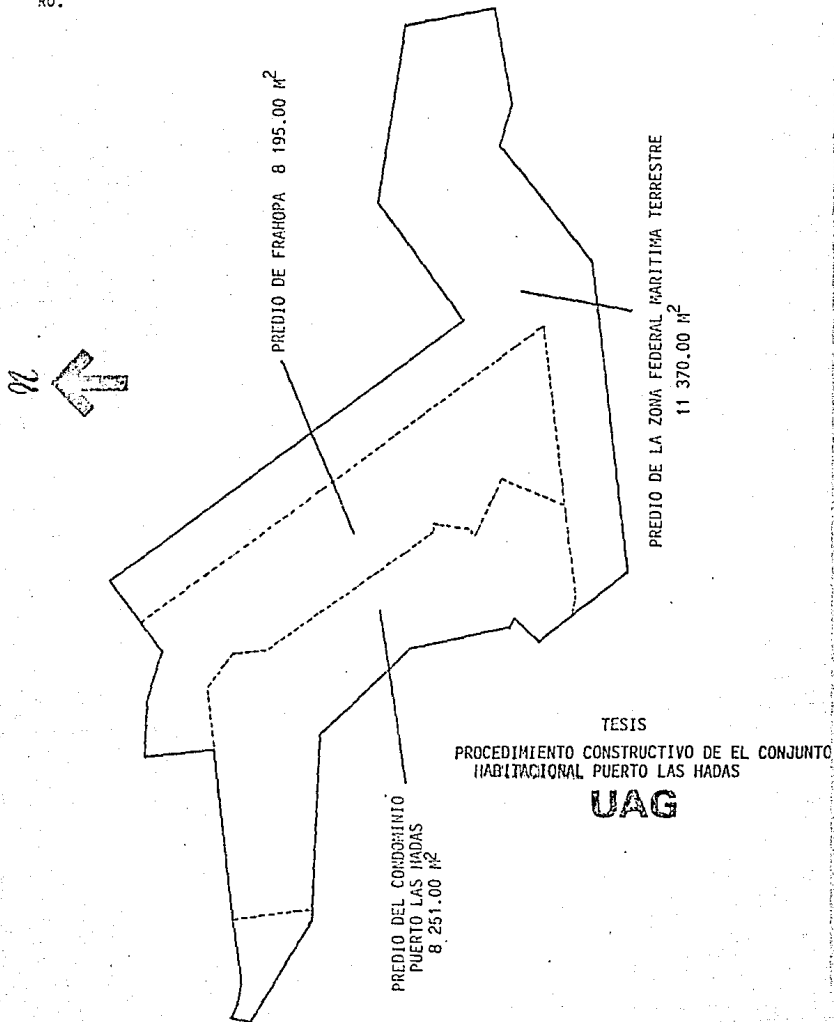 RO.
n
PREDIO DE FRAHOPA 8 195.00 M²
PREDIO DE LA ZONA FEDERAL MARITIMA TERRESTRE
11 370.00 M²
PREDIO DEL CONDOMINIO
PUERTO LAS HADAS
8 251.00 M²
TESIS
PROCEDIMIENTO CONSTRUCTIVO DE EL CONJUNTO
HABITACIONAL PUERTO LAS HADAS
UAG